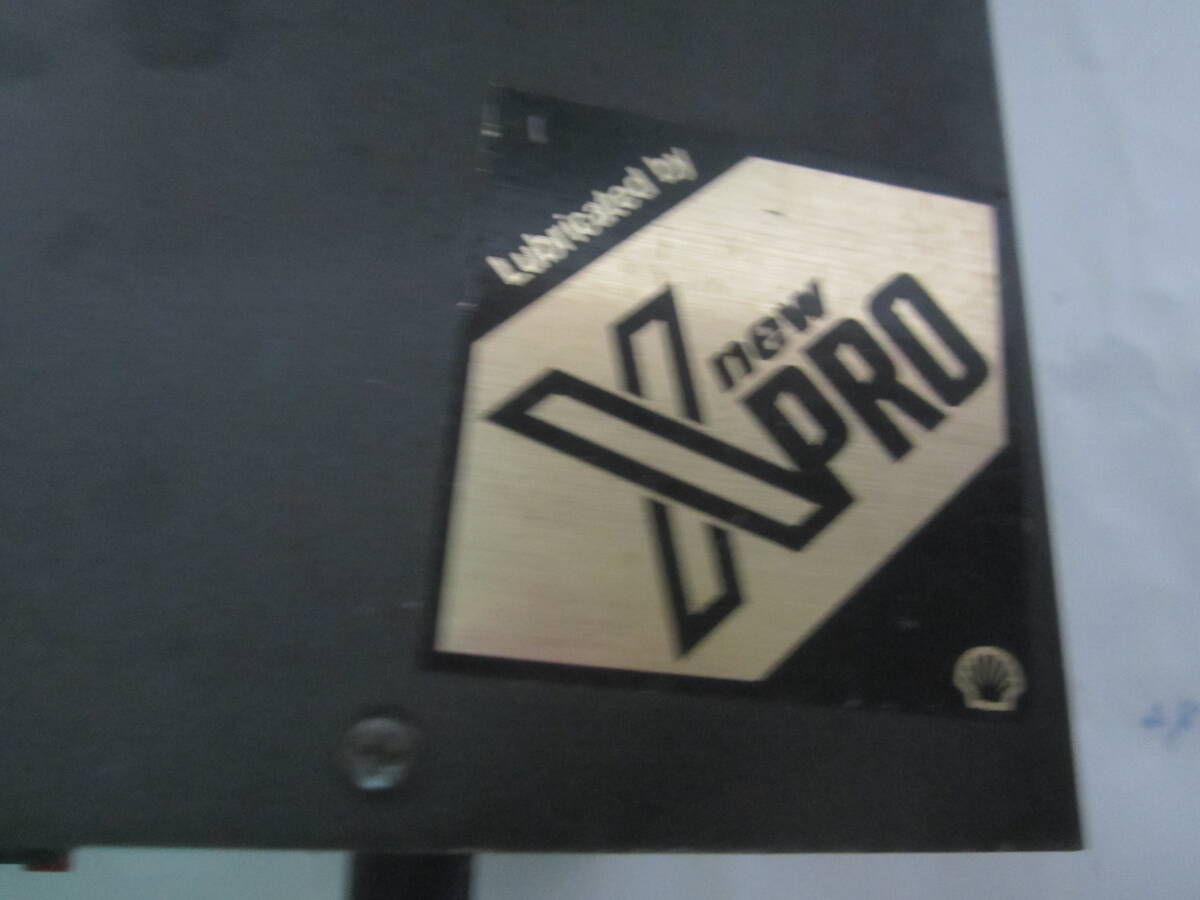 Lubricated by
new
X PRO